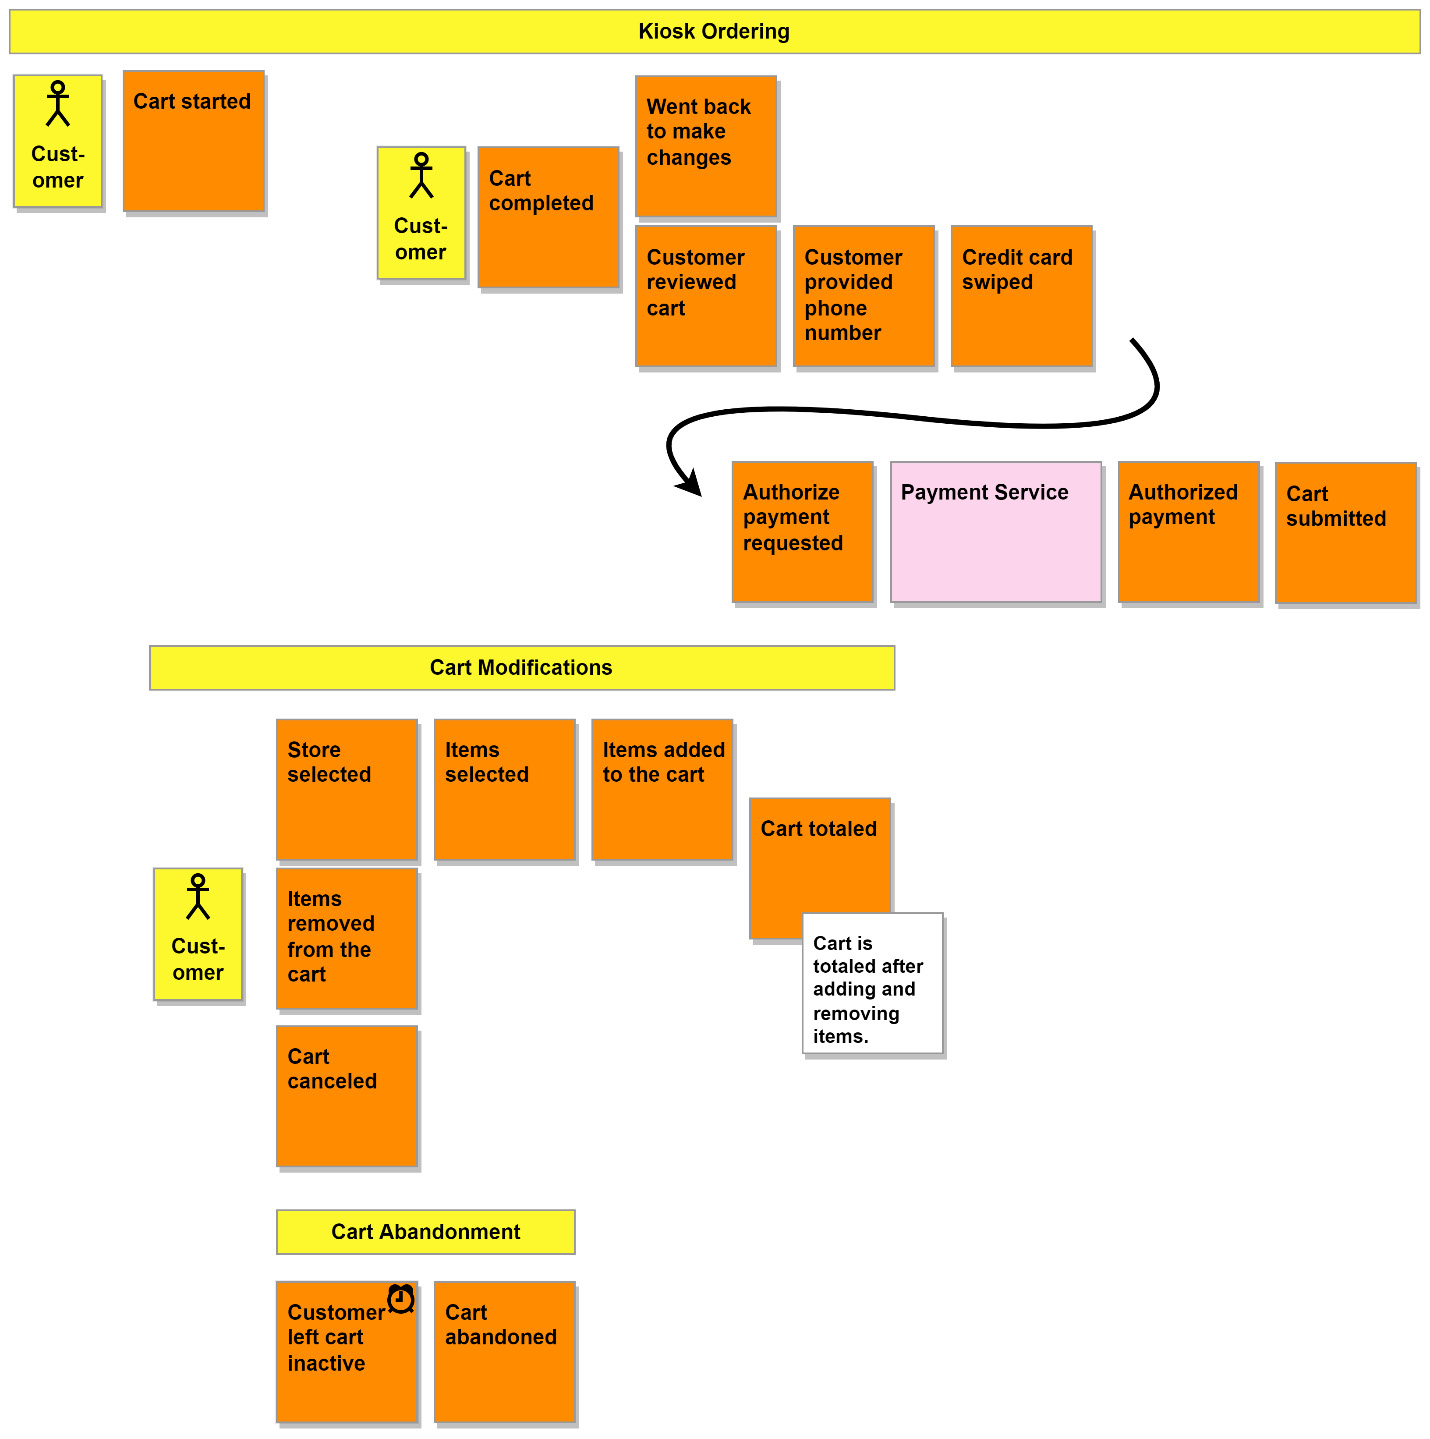 Kiosk Ordering
Cust-
omer
Cart started
Cust-
omer
Cart
completed
Went back
to make
changes
Customer
reviewed
cart
Customer
provided
phone
number
Credit card
swiped
Authorize
payment
requested
Payment Service
Authorized
payment
Cart
submitted
Cart Modifications
Store
selected
Items
selected
Items added
to the cart
Cart totaled
Cart is
totaled after
adding and
removing
items.
Cust-
omer
Items
removed
from the
cart
Cart
canceled
Cart Abandonment
Customer
left cart
inactive
Cart
abandoned